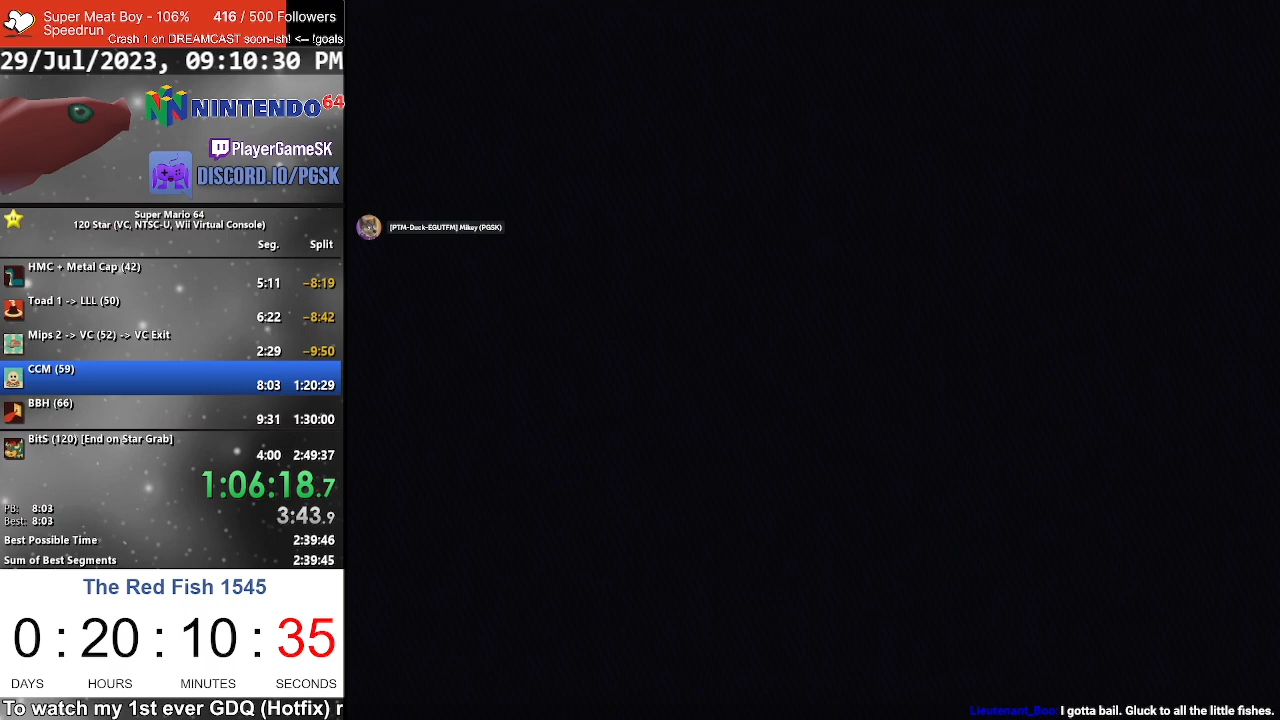 Super Meat Boy - 106% Speedrun
416 / 500 Followers
Crash 1 on DREAMCAST soon-ish! <-- !goals
29/Jul/2023, 09:10:30 PM
NINTENDO 64
PlayerGameSK
DISCORD.IO/PGSK
Super Mario 64
120 Star (VC, NTSC-U, Wii Virtual Console)
Seg. Split
HMC + Metal Cap (42)
5:11 −8:19
Toad 1 -> LLL (50)
6:22 −8:42
Mips 2 -> VC (52) -> VC Exit
2:29 −9:50
CCM (59)
8:03 1:20:29
BBH (66)
9:31 1:30:00
BitS (120) [End on Star Grab]
4:00 2:49:37
1:06:18.7
PB: 8:03
Best: 8:03
3:43.9
Best Possible Time 2:39:46
Sum of Best Segments 2:39:45
The Red Fish 1545
0 : 20 : 10 : 35
DAYS HOURS MINUTES SECONDS
To watch my 1st ever GDQ (Hotfix) r
[PTM-Duck-EGUTFM] Mikey (PGSK)
Lieutenant_Boo: I gotta bail. Gluck to all the little fishes.